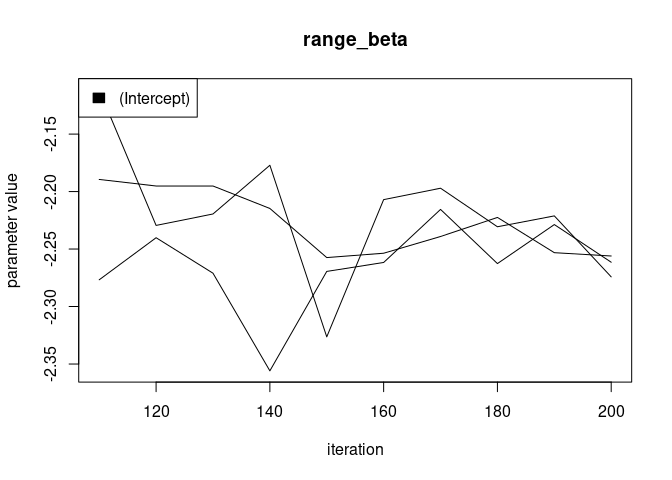 range_beta
(Intercept)
parameter value
-2.15
-2.20
-2.25
-2.30
-2.35
120 140 160 180 200
iteration